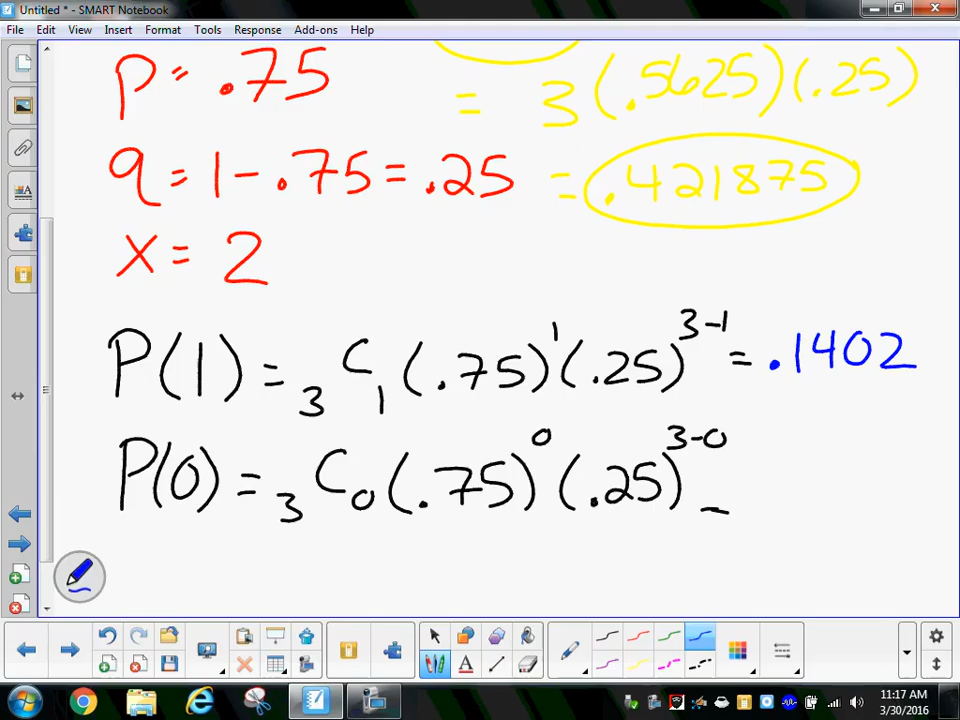 Untitled * - SMART Notebook
File Edit View Insert Format Tools Response Add-ons Help
p = .75
= 3 (.5625)(.25)
q = 1 - .75 = .25
= .421875
x = 2
P(1) = ₃C₁ (.75)¹ (.25)³⁻¹ = .1402
P(0) = ₃C₀ (.75)⁰ (.25)³⁻⁰ -
11:17 AM
3/30/2016